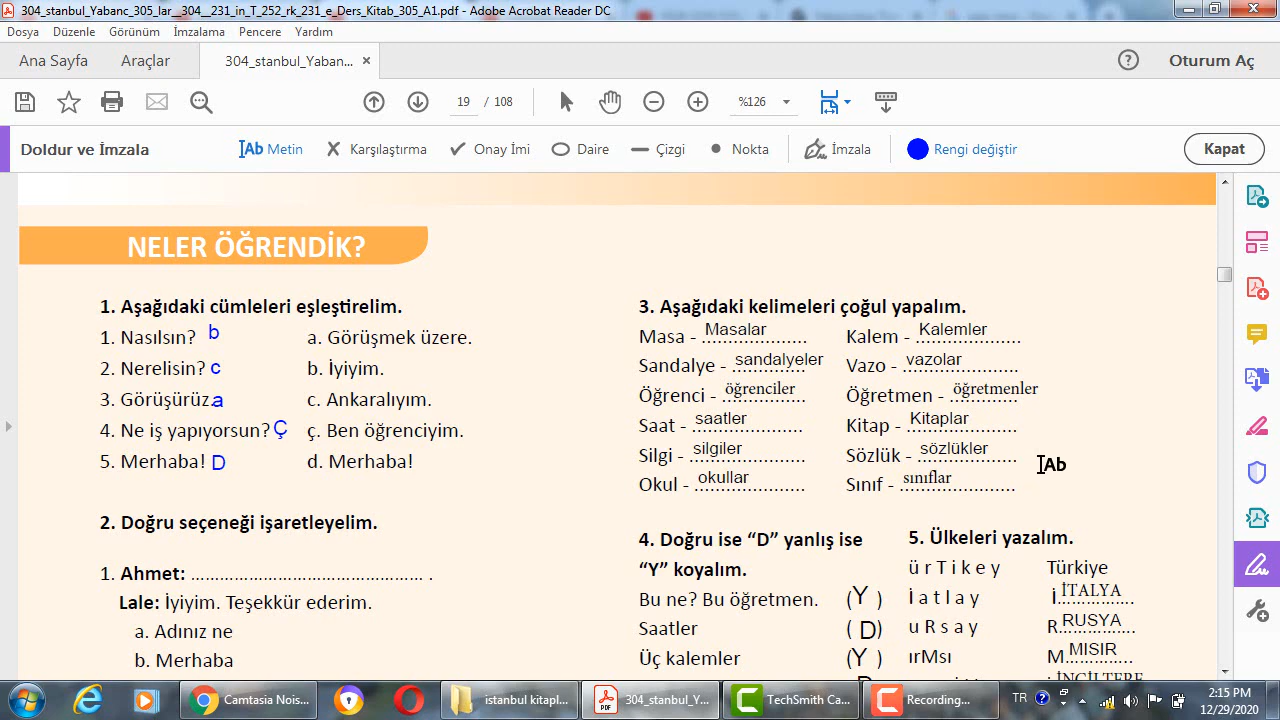 304_stanbul_Yabanc_305_lar__304__231_in_T_252_rk_231_e_Ders_Kitab_305_A1.pdf - Adobe Acrobat Reader DC
Dosya Düzenle Görünüm İmzalama Pencere Yardım
Ana Sayfa Araçlar 304_stanbul_Yaban... × Oturum Aç
19 / 108 %126
Doldur ve İmzala Ab Metin Karşılaştırma Onay İmi Daire Çizgi Nokta İmzala Rengi değiştir Kapat
NELER ÖĞRENDİK?
1. Aşağıdaki cümleleri eşleştirelim.
1. Nasılsın? b a. Görüşmek üzere.
2. Nerelisin? c b. İyiyim.
3. Görüşürüz. a c. Ankaralıyım.
4. Ne iş yapıyorsun? Ç ç. Ben öğrenciyim.
5. Merhaba! D d. Merhaba!
2. Doğru seçeneği işaretleyelim.
1. Ahmet: ................................................ .
Lale: İyiyim. Teşekkür ederim.
a. Adınız ne
b. Merhaba
3. Aşağıdaki kelimeleri çoğul yapalım.
Masa - Masalar Kalem - Kalemler
Sandalye - sandalyeler Vazo - vazolar
Öğrenci - öğrenciler Öğretmen - öğretmenler
Saat - saatler Kitap - Kitaplar
Silgi - silgiler Sözlük - sözlükler
Ab
Okul - okullar Sınıf - sınıflar
4. Doğru ise “D” yanlış ise
“Y” koyalım.
Bu ne? Bu öğretmen. (Y )
Saatler ( D)
Üç kalemler (Y )
5. Ülkeleri yazalım.
ü r T i k e y Türkiye
İ a t l a y İ İTALYA
u R s a y R RUSYA
ırMsı M MISIR
İNGİLTERE
Camtasia Nois... istanbul kitapl... 304_stanbul_Y... TechSmith Ca... Recording... TR 2:15 PM
12/29/2020